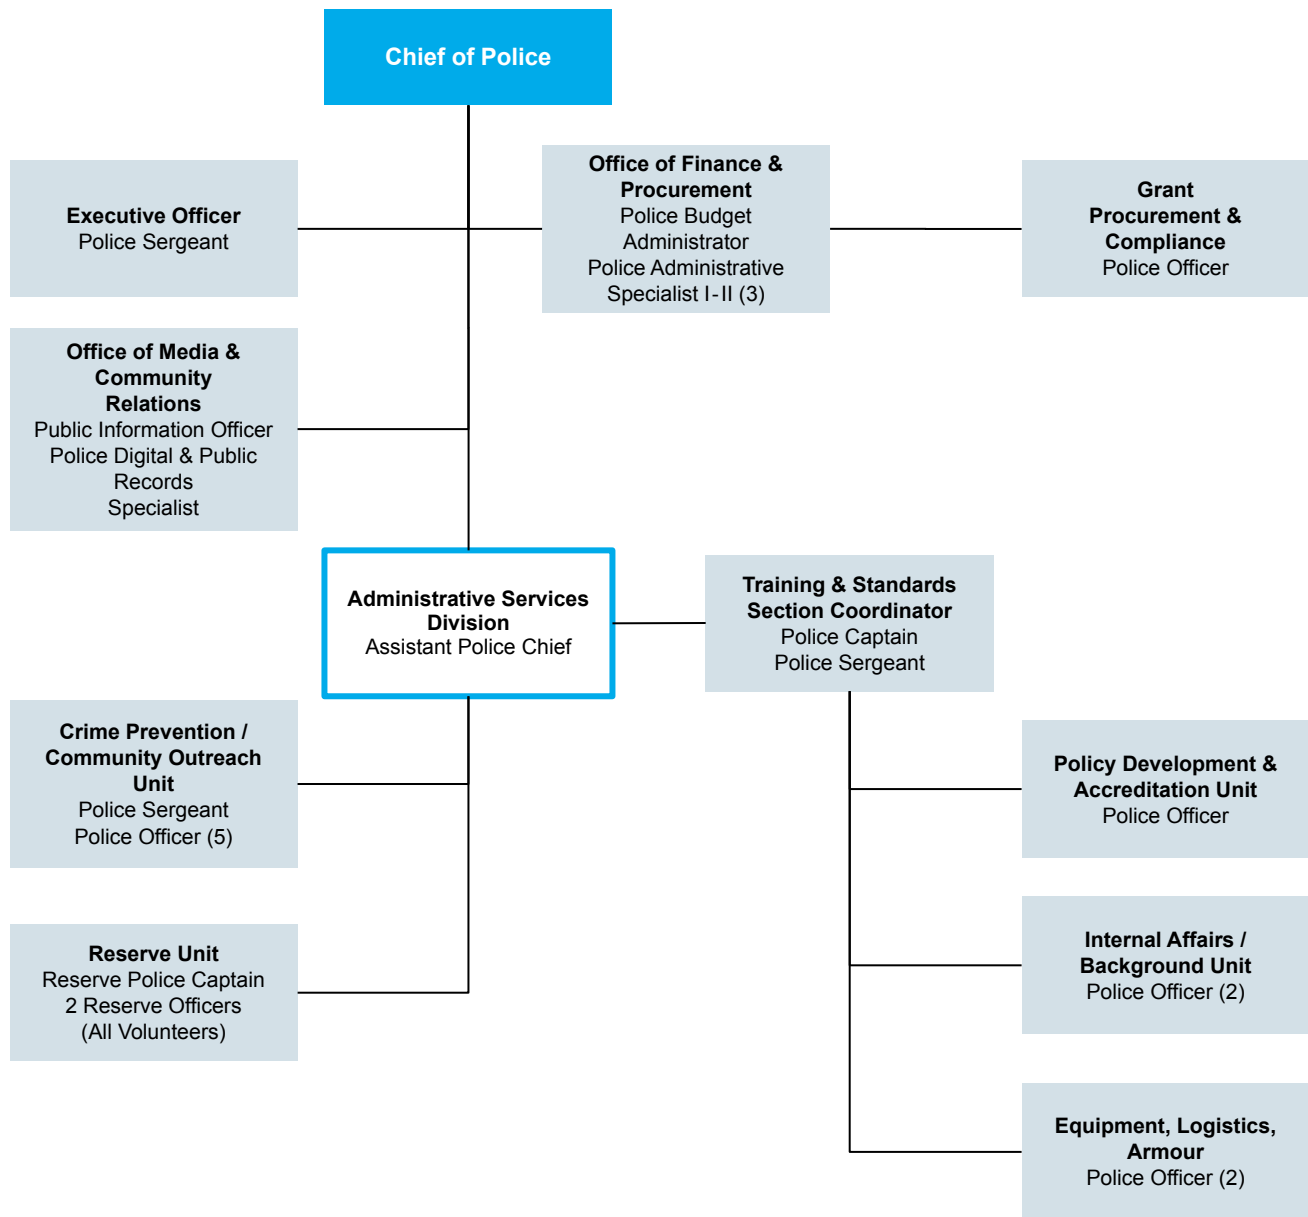 Chief of Police
Executive Officer
Police Sergeant
Office of Finance &
Procurement
Police Budget
Administrator
Police Administrative
Specialist I-II (3)
Grant
Procurement &
Compliance
Police Officer
Office of Media &
Community
Relations
Public Information Officer
Police Digital & Public
Records
Specialist
Administrative Services
Division
Assistant Police Chief
Training & Standards
Section Coordinator
Police Captain
Police Sergeant
Crime Prevention /
Community Outreach
Unit
Police Sergeant
Police Officer (5)
Policy Development &
Accreditation Unit
Police Officer
Reserve Unit
Reserve Police Captain
2 Reserve Officers
(All Volunteers)
Internal Affairs /
Background Unit
Police Officer (2)
Equipment, Logistics,
Armour
Police Officer (2)